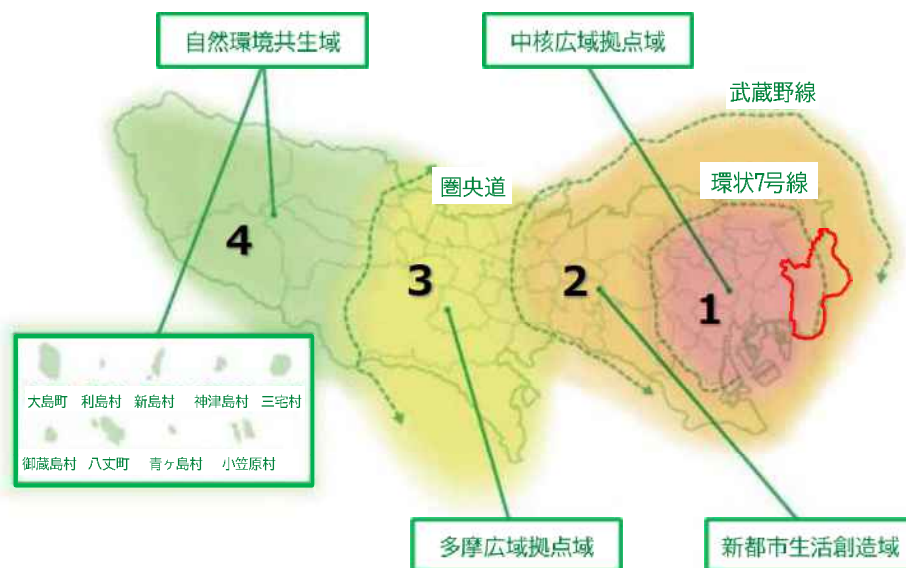 自然環境共生域
中核広域拠点域
武蔵野線
圏央道
環状7号線
4
3
2
1
大島町 利島村 新島村 神津島村 三宅村
御蔵島村 八丈町 青ヶ島村 小笠原村
多摩広域拠点域
新都市生活創造域